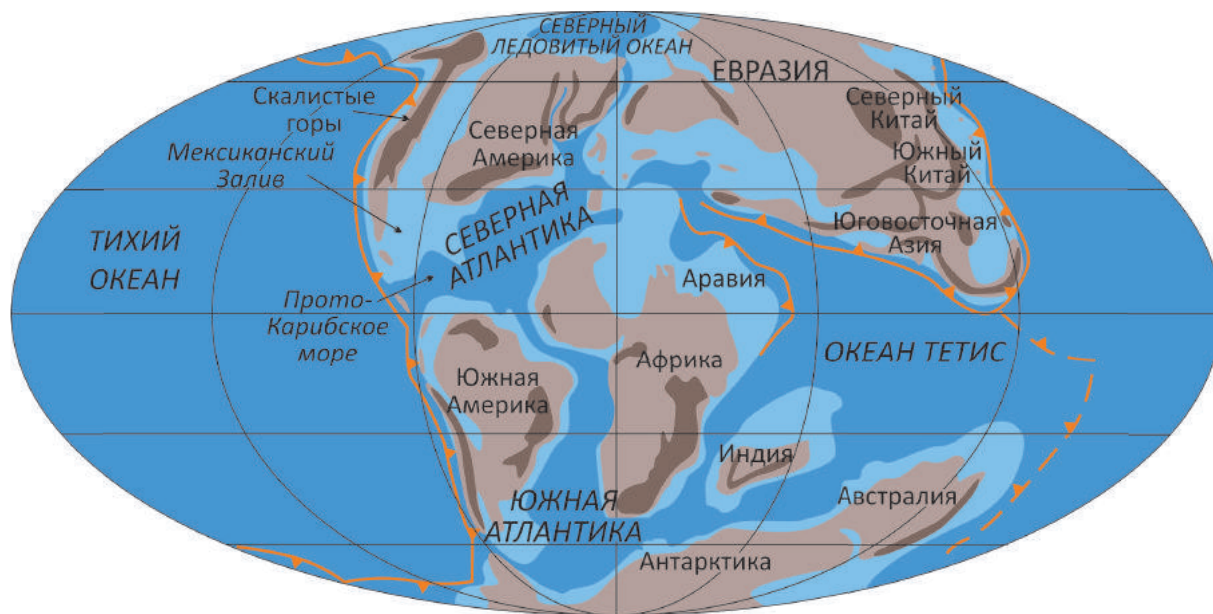 СЕВЕРНЫЙ
ЛЕДОВИТЫЙ ОКЕАН
ЕВРАЗИЯ
Скалистые
горы
Северный
Китай
Северная
Америка
Мексиканский
Залив
Южный
Китай
ТИХИЙ
ОКЕАН
СЕВЕРНАЯ
АТЛАНТИКА
Юговосточная
Азия
Аравия
Прото-
Карибское
море
ОКЕАН ТЕТИС
Африка
Южная
Америка
Индия
Австралия
ЮЖНАЯ
АТЛАНТИКА
Антарктика